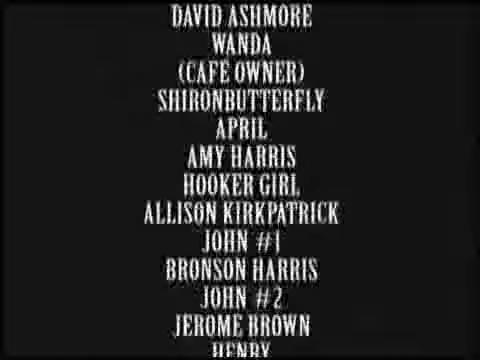 DAVID ASHMORE
WANDA
(CAFE OWNER)
SHIRONBUTTERFLY
APRIL
AMY HARRIS
HOOKER GIRL
ALLISON KIRKPATRICK
JOHN #1
BRONSON HARRIS
JOHN #2
JEROME BROWN
HENRY